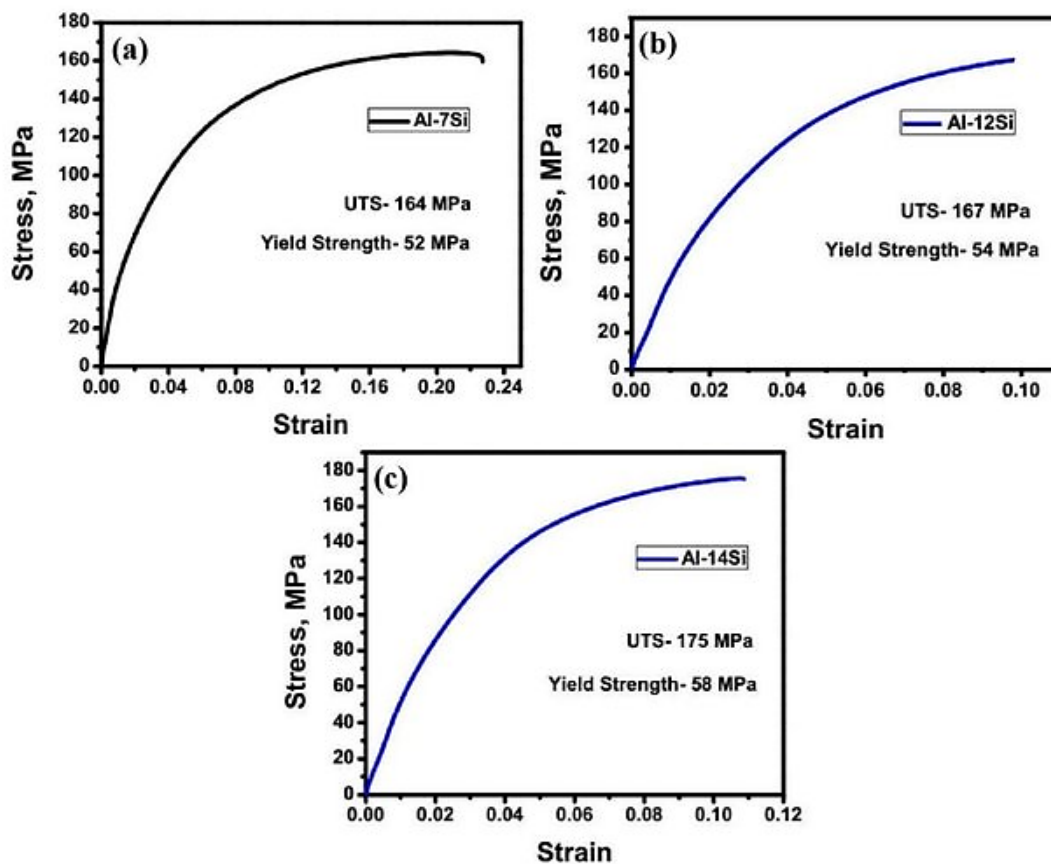 (a)
Stress, MPa
180
160
140
120
100
80
60
40
20
0
Al-7Si
UTS- 164 MPa
Yield Strength- 52 MPa
0.00 0.04 0.08 0.12 0.16 0.20 0.24
Strain
(b)
Stress, MPa
180
160
140
120
100
80
60
40
20
0
Al-12Si
UTS- 167 MPa
Yield Strength- 54 MPa
0.00 0.02 0.04 0.06 0.08 0.10
Strain
(c)
Stress, MPa
180
160
140
120
100
80
60
40
20
0
Al-14Si
UTS- 175 MPa
Yield Strength- 58 MPa
0.00 0.02 0.04 0.06 0.08 0.10 0.12
Strain